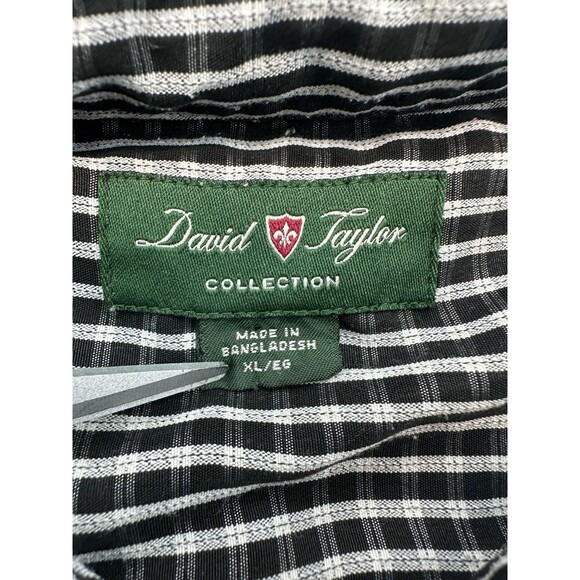 David Taylor
COLLECTION
MADE IN
BANGLADESH
XL/EG